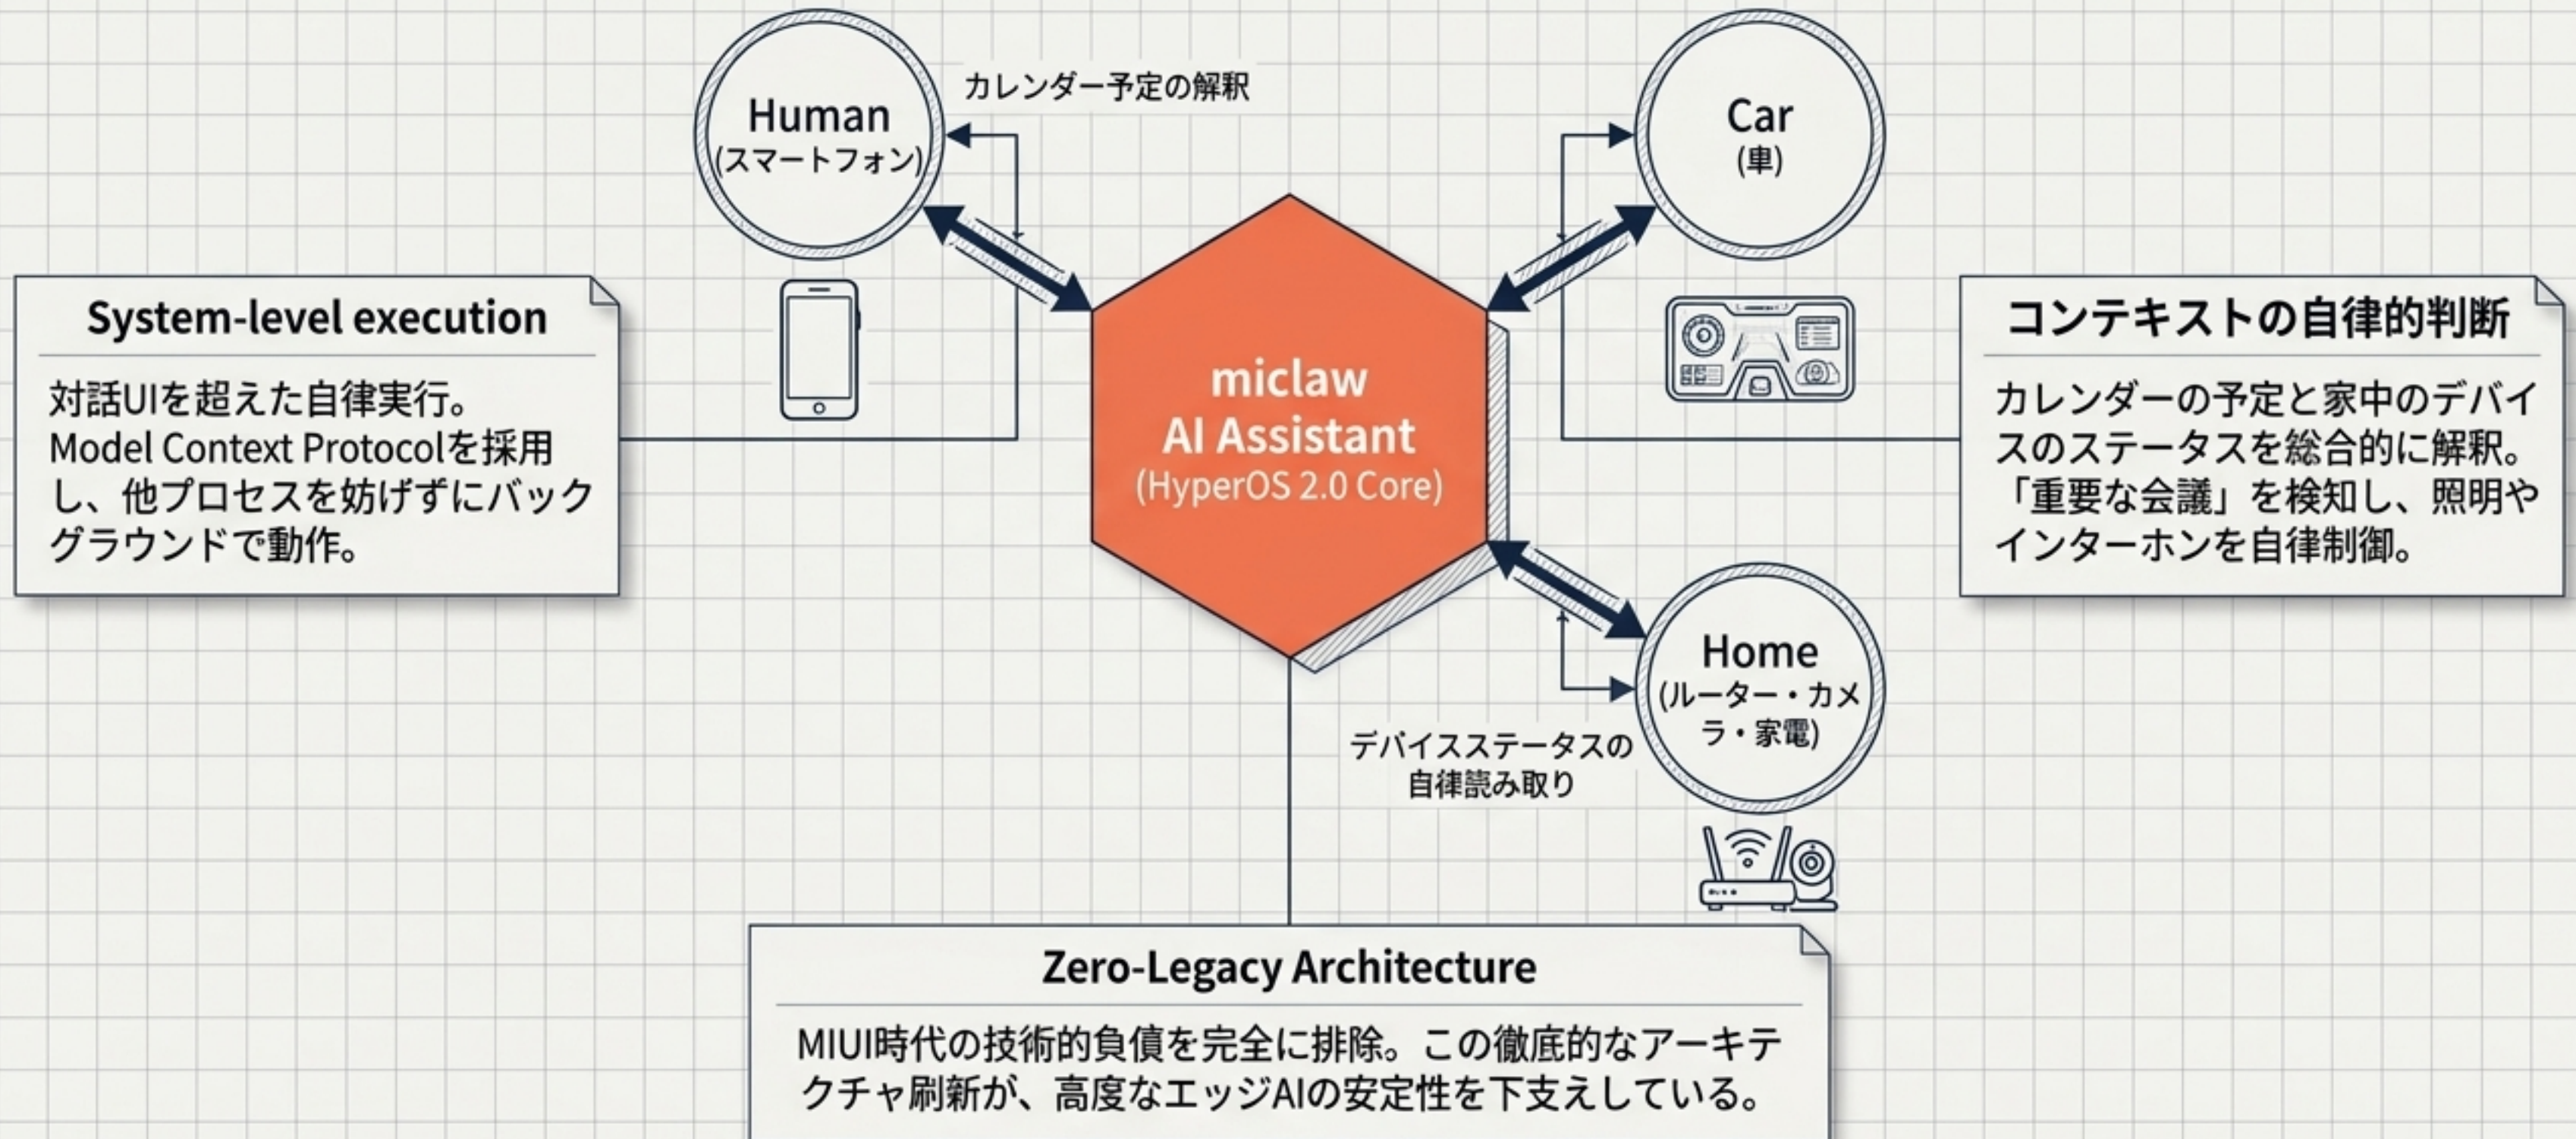 Human
(スマートフォン)
カレンダー予定の解釈
Car
(車)
System-level execution
対話UIを超えた自律実行。
Model Context Protocolを採用
し、他プロセスを妨げずにバック
グラウンドで動作。
miclaw
AI Assistant
(HyperOS 2.0 Core)
コンテキストの自律的判断
カレンダーの予定と家中のデバイ
スのステータスを総合的に解釈。
「重要な会議」を検知し、照明や
インターホンを自律制御。
Home
(ルーター・カメ
ラ・家電)
デバイスステータスの
自律読み取り
Zero-Legacy Architecture
MIUI時代の技術的負債を完全に排除。この徹底的なアーキテ
クチャ刷新が、高度なエッジAIの安定性を下支えしている。